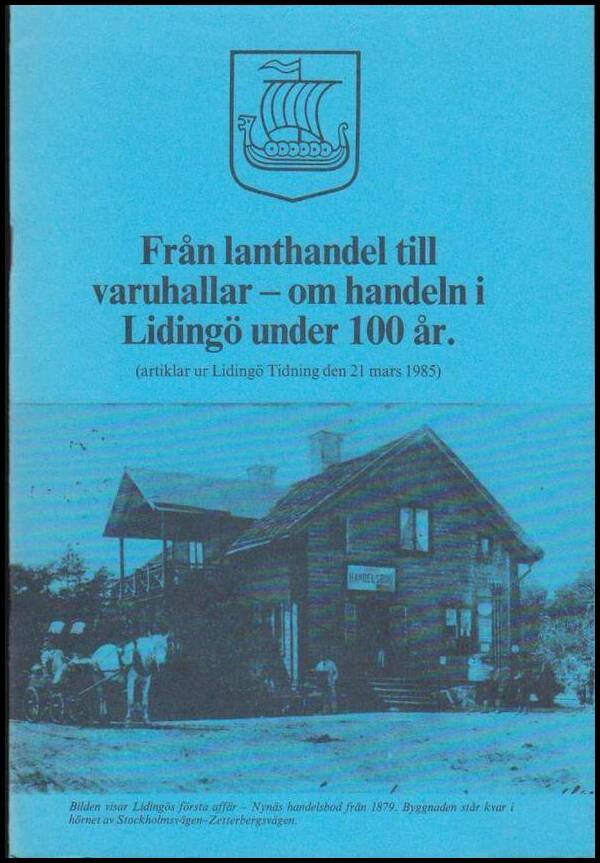 Från lanthandel till
varuhallar – om handeln i
Lidingö under 100 år.
(artiklar ur Lidingö Tidning den 21 mars 1985)
HANDELSBOD
Bilden visar Lidingös första affär – Nynäs handelsbod från 1879. Byggnaden står kvar i
hörnet av Stockholmsvägen–Zetterbergsvägen.